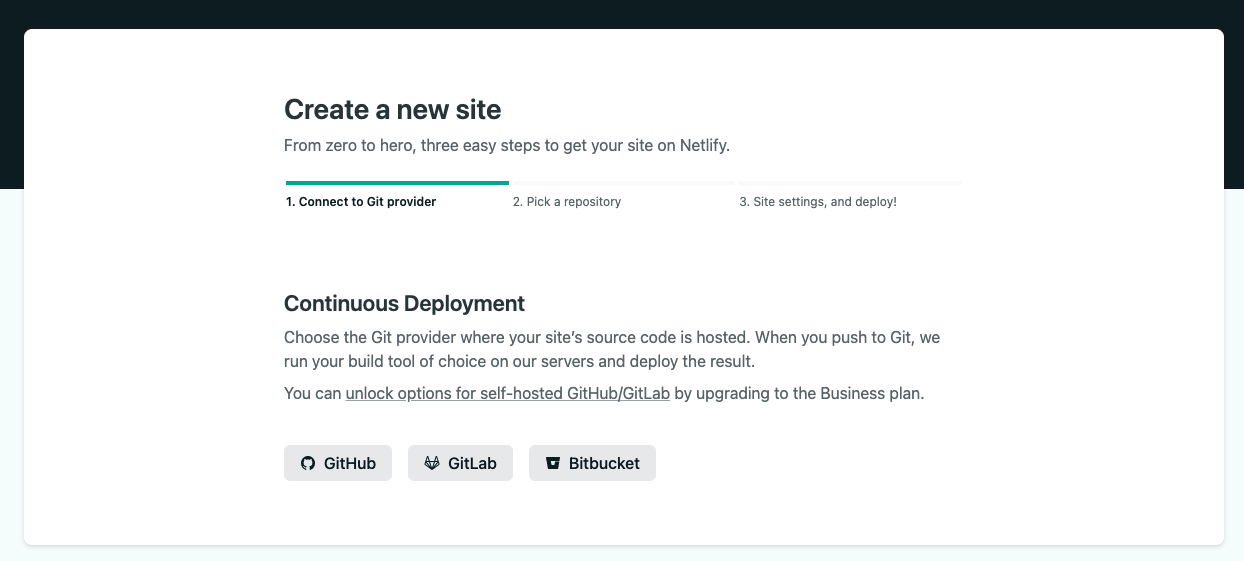 Create a new site
From zero to hero, three easy steps to get your site on Netlify.
1. Connect to Git provider
2. Pick a repository
3. Site settings, and deploy!
Continuous Deployment
Choose the Git provider where your site’s source code is hosted. When you push to Git, we
run your build tool of choice on our servers and deploy the result.
You can unlock options for self-hosted GitHub/GitLab by upgrading to the Business plan.
GitHub
GitLab
Bitbucket